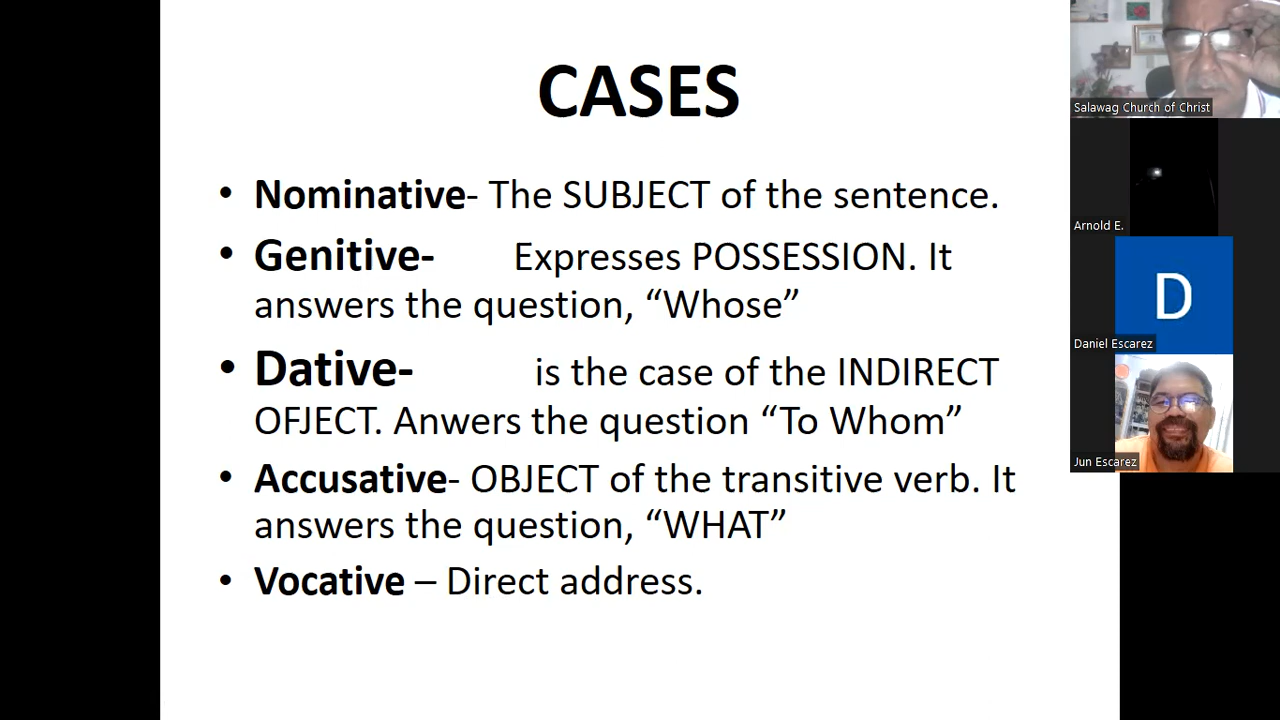 CASES
• Nominative- The SUBJECT of the sentence.
• Genitive- Expresses POSSESSION. It
answers the question, “Whose”
• Dative- is the case of the INDIRECT
OFJECT. Anwers the question “To Whom”
• Accusative- OBJECT of the transitive verb. It
answers the question, “WHAT”
• Vocative – Direct address.
Salawag Church of Christ
Arnold E.
D
Daniel Escarez
Jun Escarez